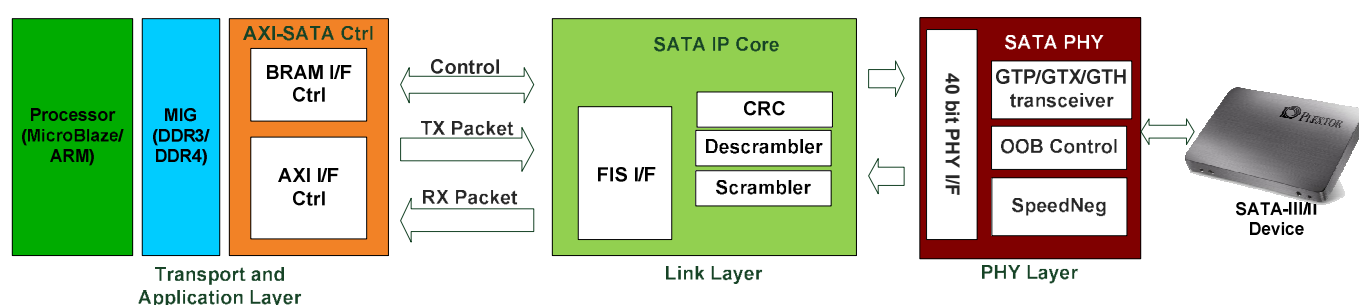 Processor
(MicroBlaze/
ARM)
MIG
(DDR3/
DDR4)
AXI-SATA Ctrl
BRAM I/F
Ctrl
AXI I/F
Ctrl
Transport and
Application Layer
Control
TX Packet
RX Packet
SATA IP Core
FIS I/F
CRC
Descrambler
Scrambler
Link Layer
SATA PHY
40 bit PHY I/F
GTP/GTX/GTH
transceiver
OOB Control
SpeedNeg
PHY Layer
PLEXTOR
SATA-III/II
Device